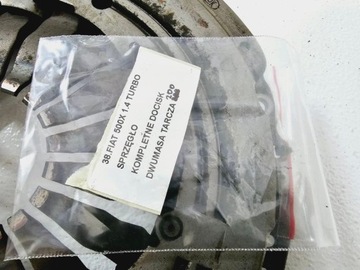 38 FIAT 500X 1.4 TURBO
SPRZĘGŁO
KOMPLETNE DOCISK
DWUMASA TARCZA